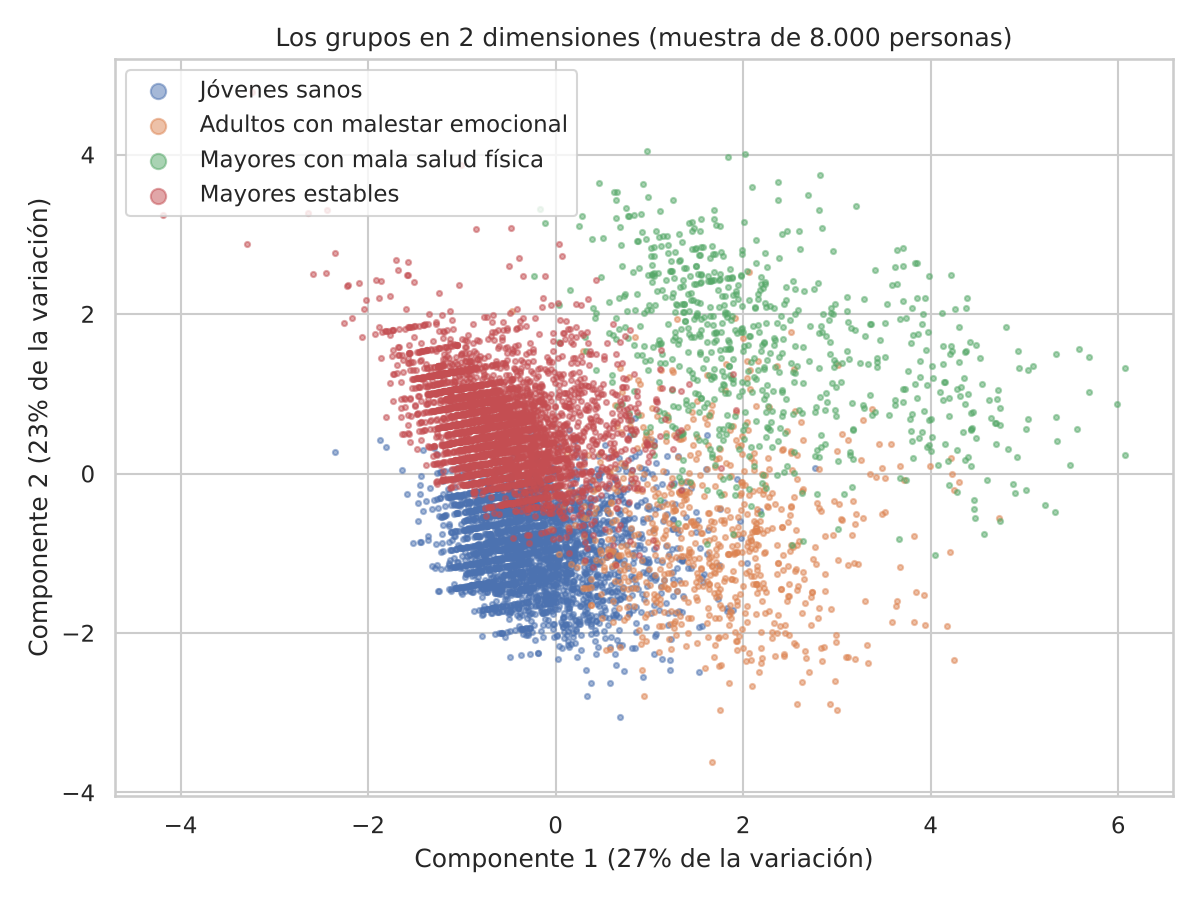 Los grupos en 2 dimensiones (muestra de 8.000 personas)
Jóvenes sanos
Adultos con malestar emocional
Mayores con mala salud física
Mayores estables
Componente 2 (23% de la variación)
4
2
0
−2
−4
−4
−2
0
2
4
6
Componente 1 (27% de la variación)